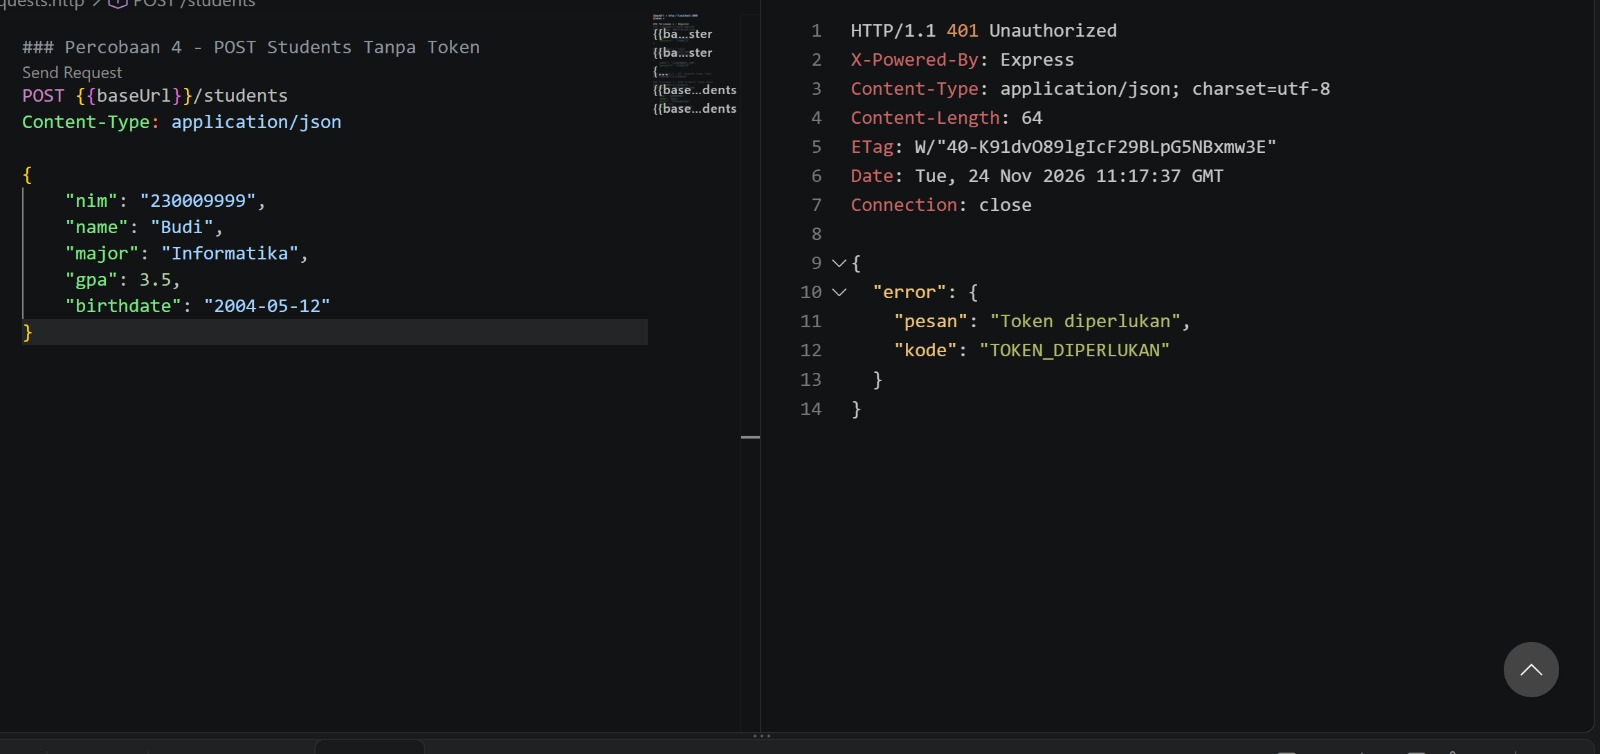 quests.http > POST /students
### Percobaan 4 - POST Students Tanpa Token
Send Request
POST {{baseUrl}}/students
Content-Type: application/json
{
"nim": "230009999",
"name": "Budi",
"major": "Informatika",
"gpa": 3.5,
"birthdate": "2004-05-12"
}
{{ba...ster
{{ba...ster
{...
{{base...dents
{{base...dents
1 HTTP/1.1 401 Unauthorized
2 X-Powered-By: Express
3 Content-Type: application/json; charset=utf-8
4 Content-Length: 64
5 ETag: W/"40-K91dvO89lgIcF29BLpG5NBxmw3E"
6 Date: Tue, 24 Nov 2026 11:17:37 GMT
7 Connection: close
8
9 {
10 "error": {
11 "pesan": "Token diperlukan",
12 "kode": "TOKEN_DIPERLUKAN"
13 }
14 }